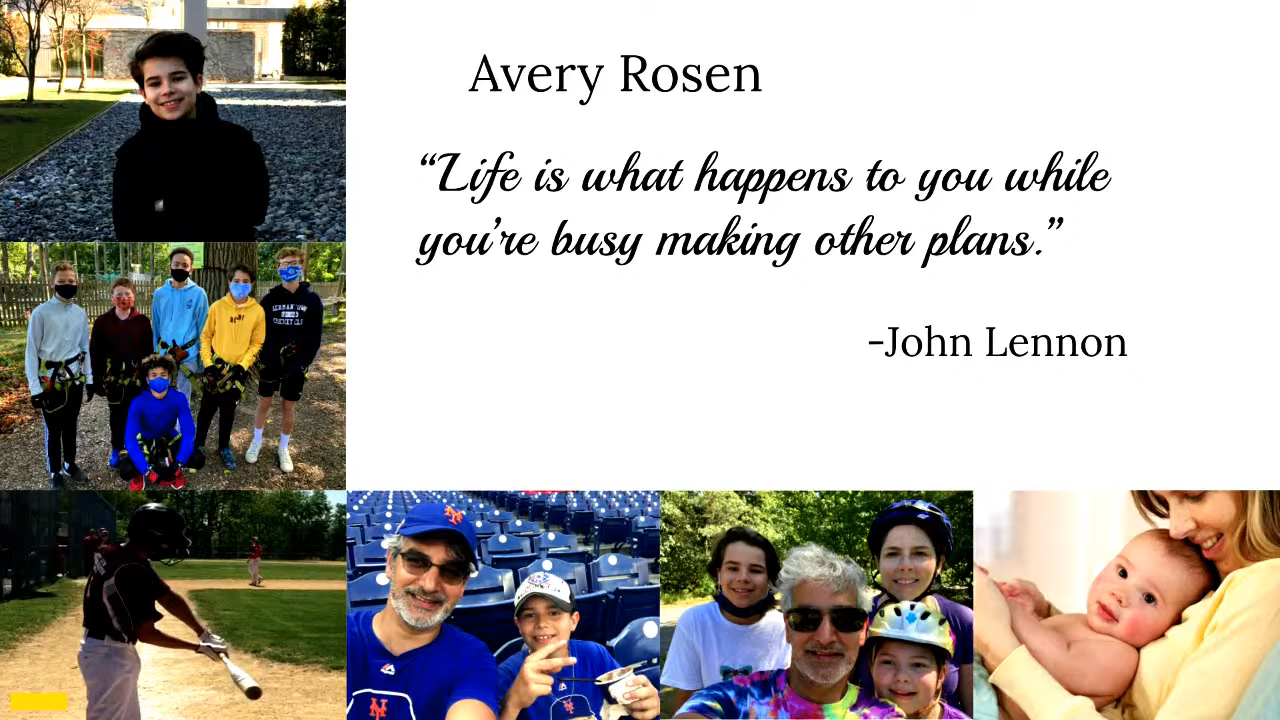 Avery Rosen
“Life is what happens to you while
you’re busy making other plans.”
-John Lennon